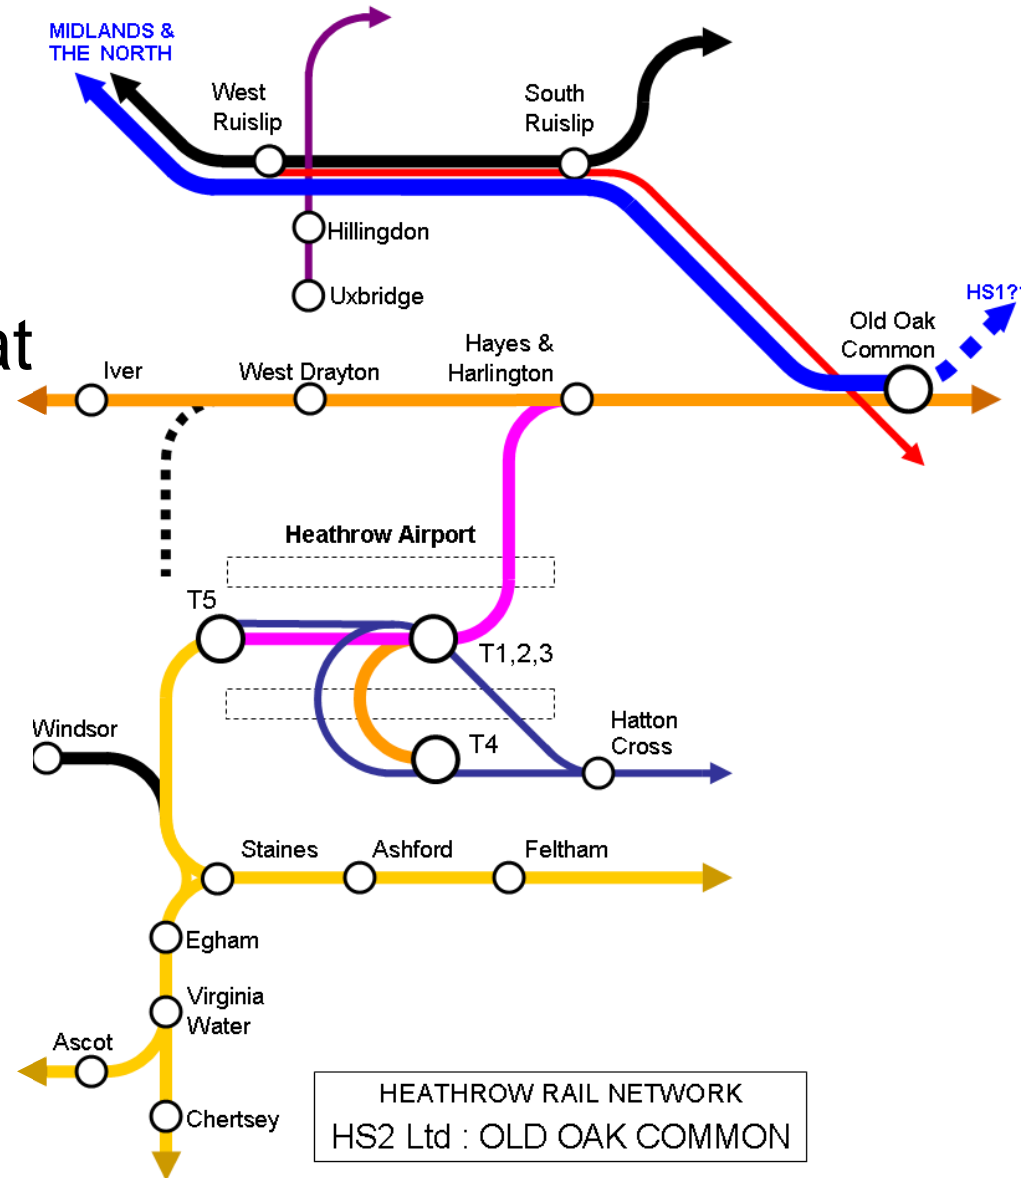 MIDLANDS &
THE NORTH
West
Ruislip
South
Ruislip
Hillingdon
Uxbridge
HS1?
Old Oak
Common
at
Hayes &
Harlington
Iver
West Drayton
Heathrow Airport
T5
T1,2,3
Windsor
T4
Hatton
Cross
Staines
Ashford
Feltham
Egham
Virginia
Water
Ascot
Chertsey
HEATHROW RAIL NETWORK
HS2 Ltd : OLD OAK COMMON